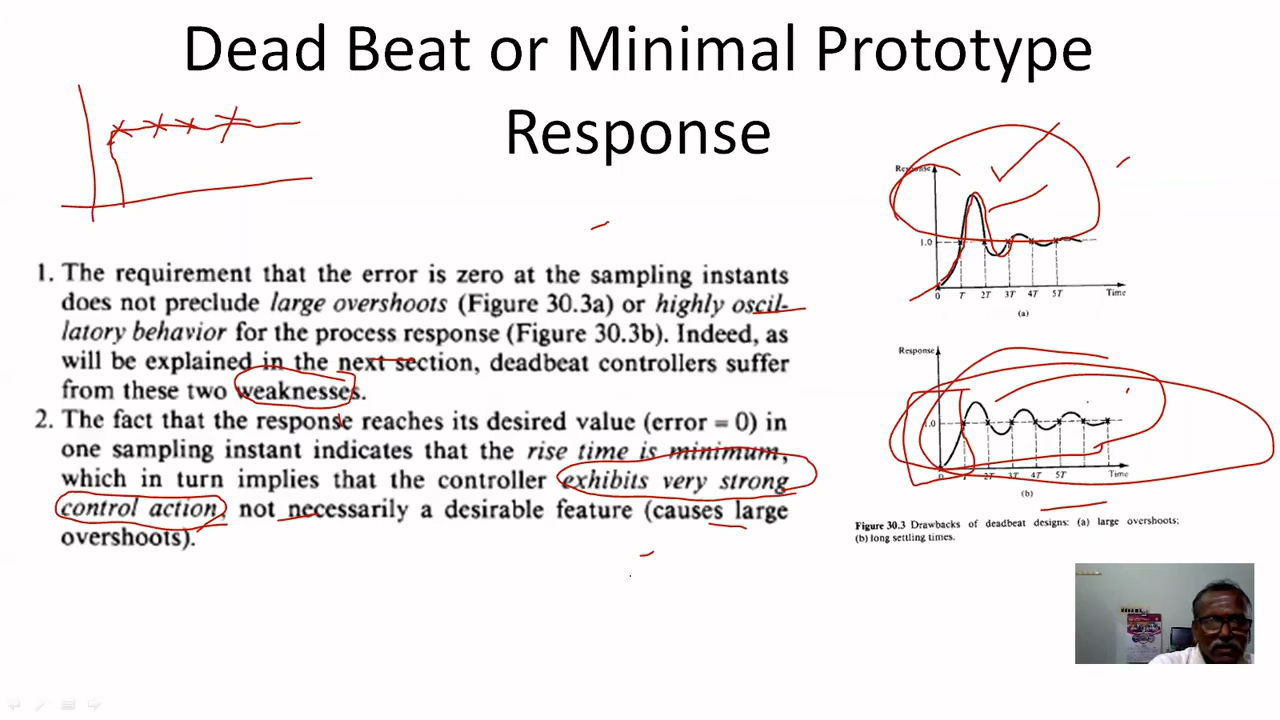 Dead Beat or Minimal Prototype
Response
1. The requirement that the error is zero at the sampling instants
does not preclude large overshoots (Figure 30.3a) or highly oscil-
latory behavior for the process response (Figure 30.3b). Indeed, as
will be explained in the next section, deadbeat controllers suffer
from these two weaknesses.
2. The fact that the response reaches its desired value (error = 0) in
one sampling instant indicates that the rise time is minimum,
which in turn implies that the controller exhibits very strong
control action, not necessarily a desirable feature (causes large
overshoots).
Response
1.0
0 T 2T 3T 4T 5T Time
(a)
Response
1.0
0 T 2T 3T 4T 5T Time
(b)
Figure 30.3 Drawbacks of deadbeat designs: (a) large overshoots;
(b) long settling times.